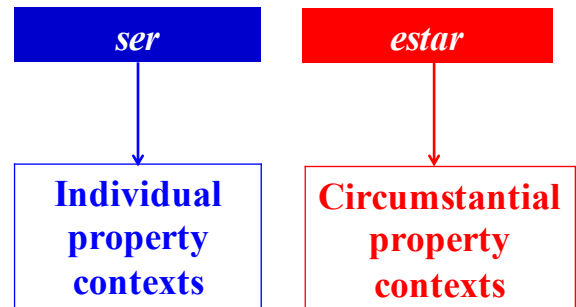 ser
estar
Individual
property
contexts
Circumstantial
property
contexts